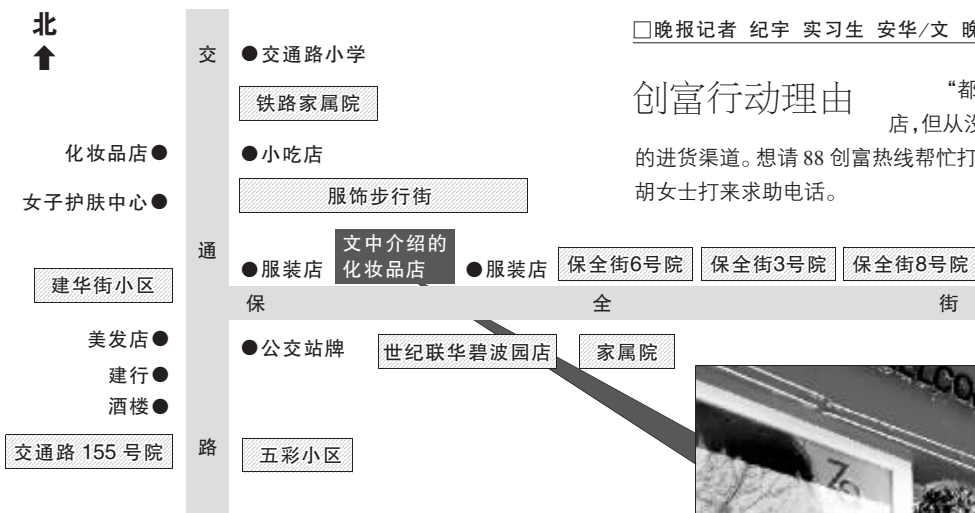 北
交
●交通路小学
铁路家属院
化妆品店●
●小吃店
女子护肤中心●
服饰步行街
通
●服装店
文中介绍的
化妆品店
●服装店
保全街6号院
保全街3号院
保全街8号院
建华街小区
保 全 街
美发店●
●公交站牌
世纪联华碧波园店
家属院
建行●
酒楼●
交通路 155 号院
路
五彩小区
□晚报记者 纪宇 实习生 安华/文 晚
创富行动理由
“都
店,但从没
的进货渠道。想请 88 创富热线帮忙打
胡女士打来求助电话。